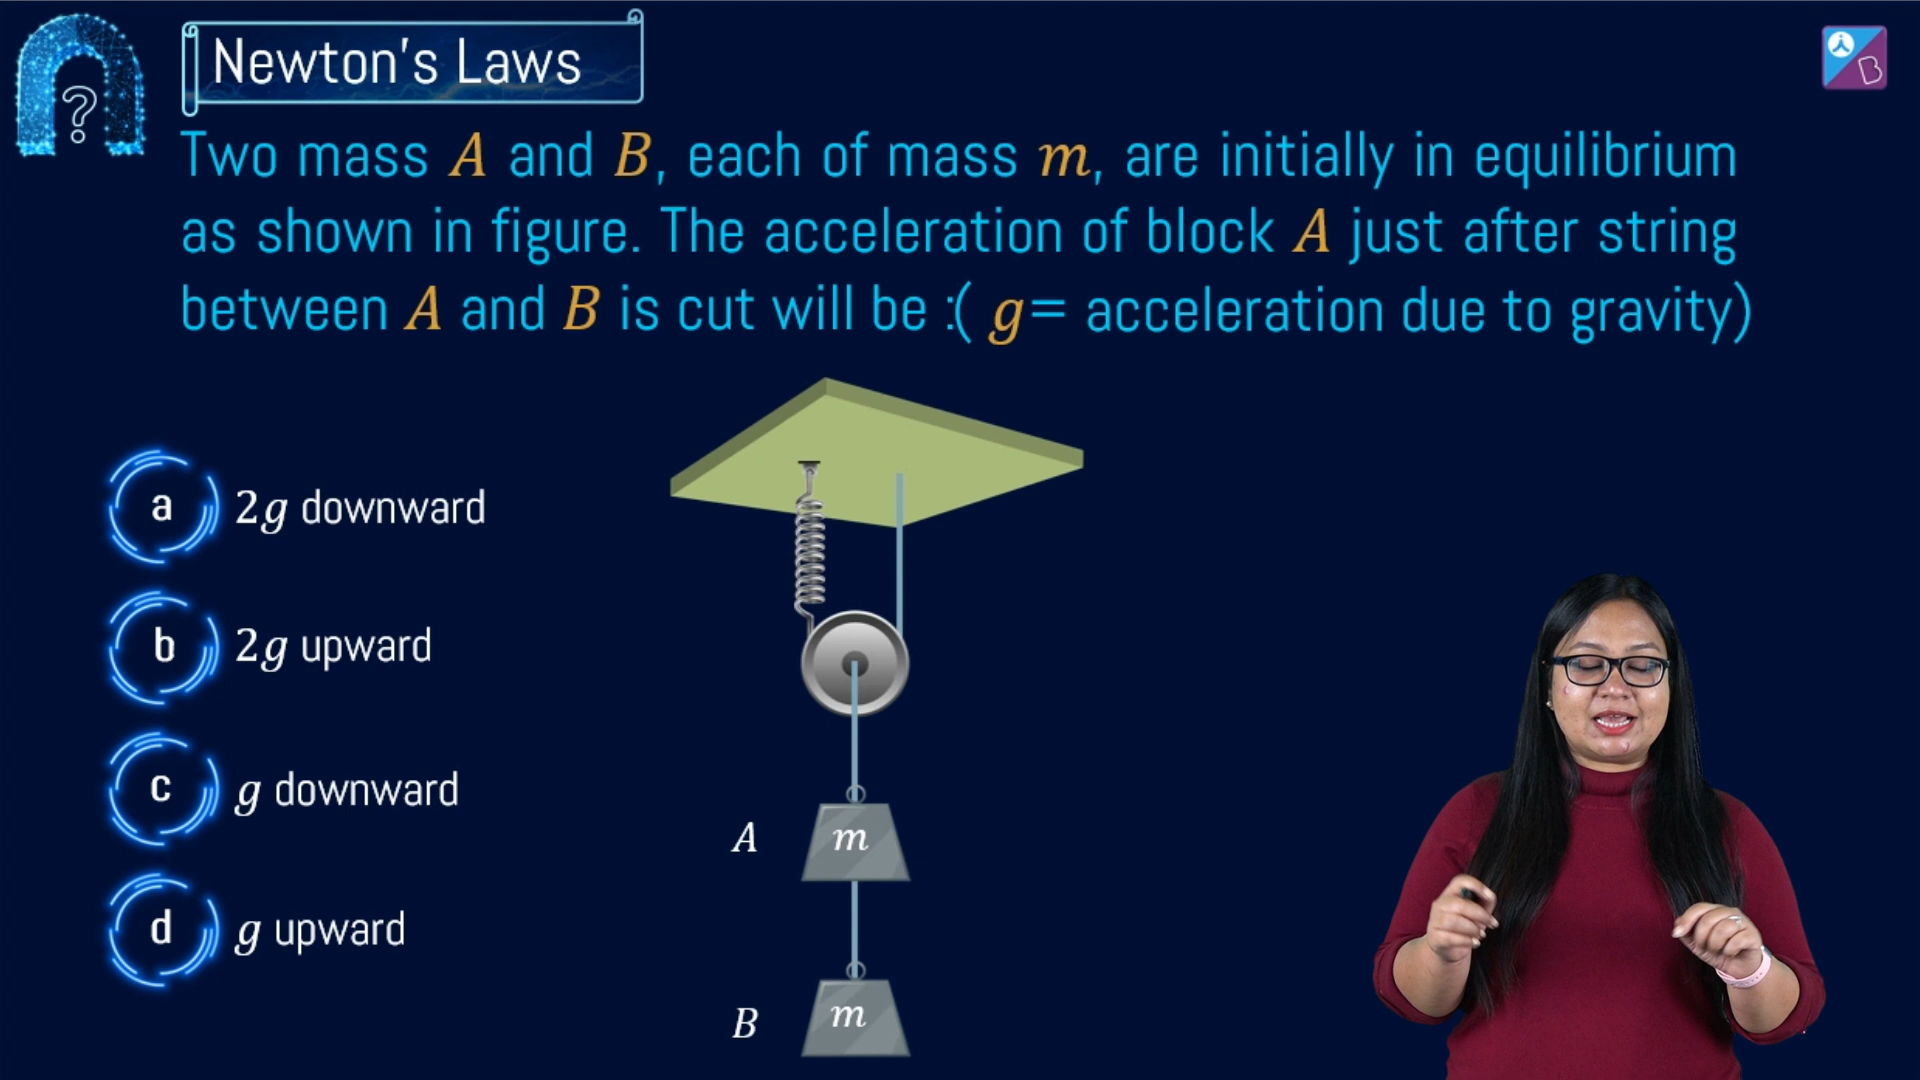 ?
Newton's Laws
B
Two mass A and B, each of mass m, are initially in equilibrium
as shown in figure. The acceleration of block A just after string
between A and B is cut will be :( g= acceleration due to gravity)
a 2g downward
b 2g upward
c g downward
d g upward
A m
B m